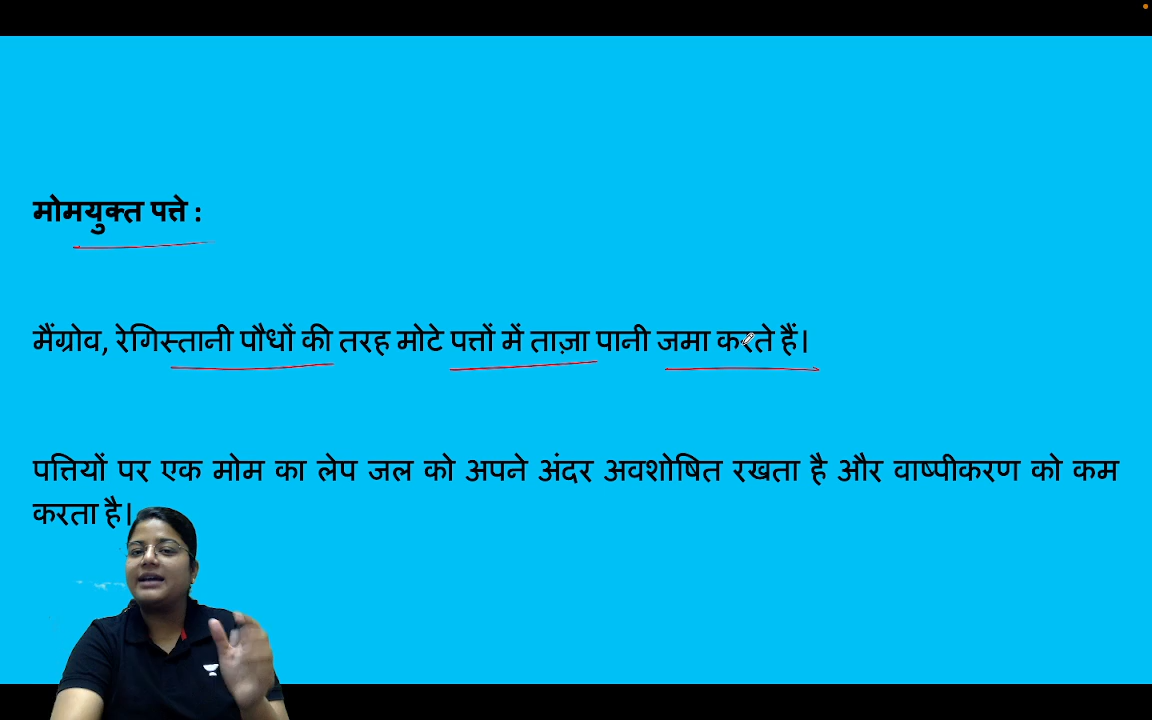 मोमयुक्त पत्ते :
मैंग्रोव, रेगिस्तानी पौधों की तरह मोटे पत्तों में ताज़ा पानी जमा करते हैं।
पत्तियों पर एक मोम का लेप जल को अपने अंदर अवशोषित रखता है और वाष्पीकरण को कम
करता है।